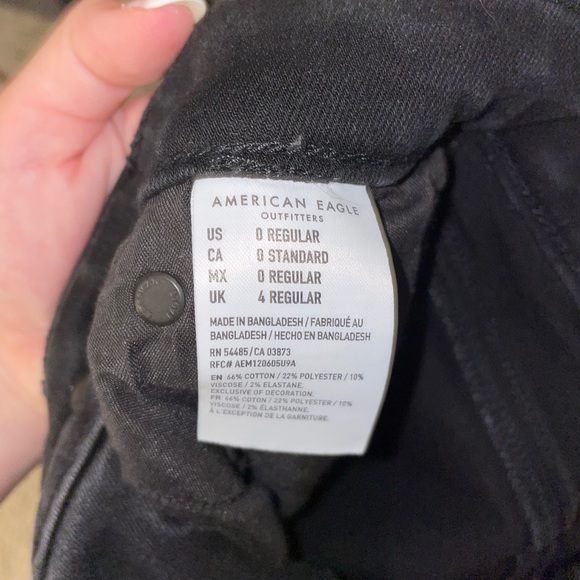 AMERICAN EAGLE
OUTFITTERS
US 0 REGULAR
CA 0 STANDARD
MX 0 REGULAR
UK 4 REGULAR
MADE IN BANGLADESH / FABRIQUÉ AU
BANGLADESH / HECHO EN BANGLADESH
RN 54485/CA 03873
RFC# AEM120605U9A
EN 66% COTTON / 22% POLYESTER / 10%
VISCOSE / 2% ELASTANE.
EXCLUSIVE OF DECORATION.
FR 66% COTON / 22% POLYESTER / 10%
VISCOSE / 2% ÉLASTHANNE.
À L'EXCEPTION DE LA GARNITURE.